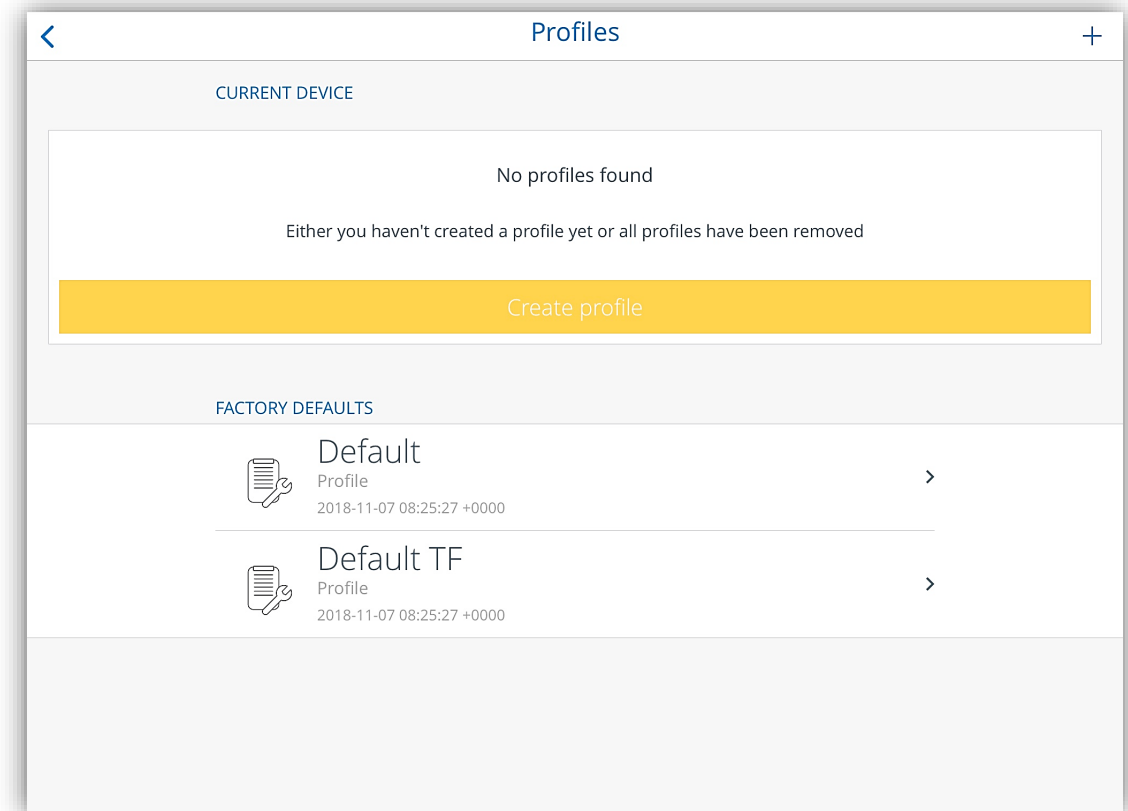 Profiles
CURRENT DEVICE
No profiles found
Either you haven't created a profile yet or all profiles have been removed
Create profile
FACTORY DEFAULTS
Default
Profile
2018-11-07 08:25:27 +0000
Default TF
Profile
2018-11-07 08:25:27 +0000